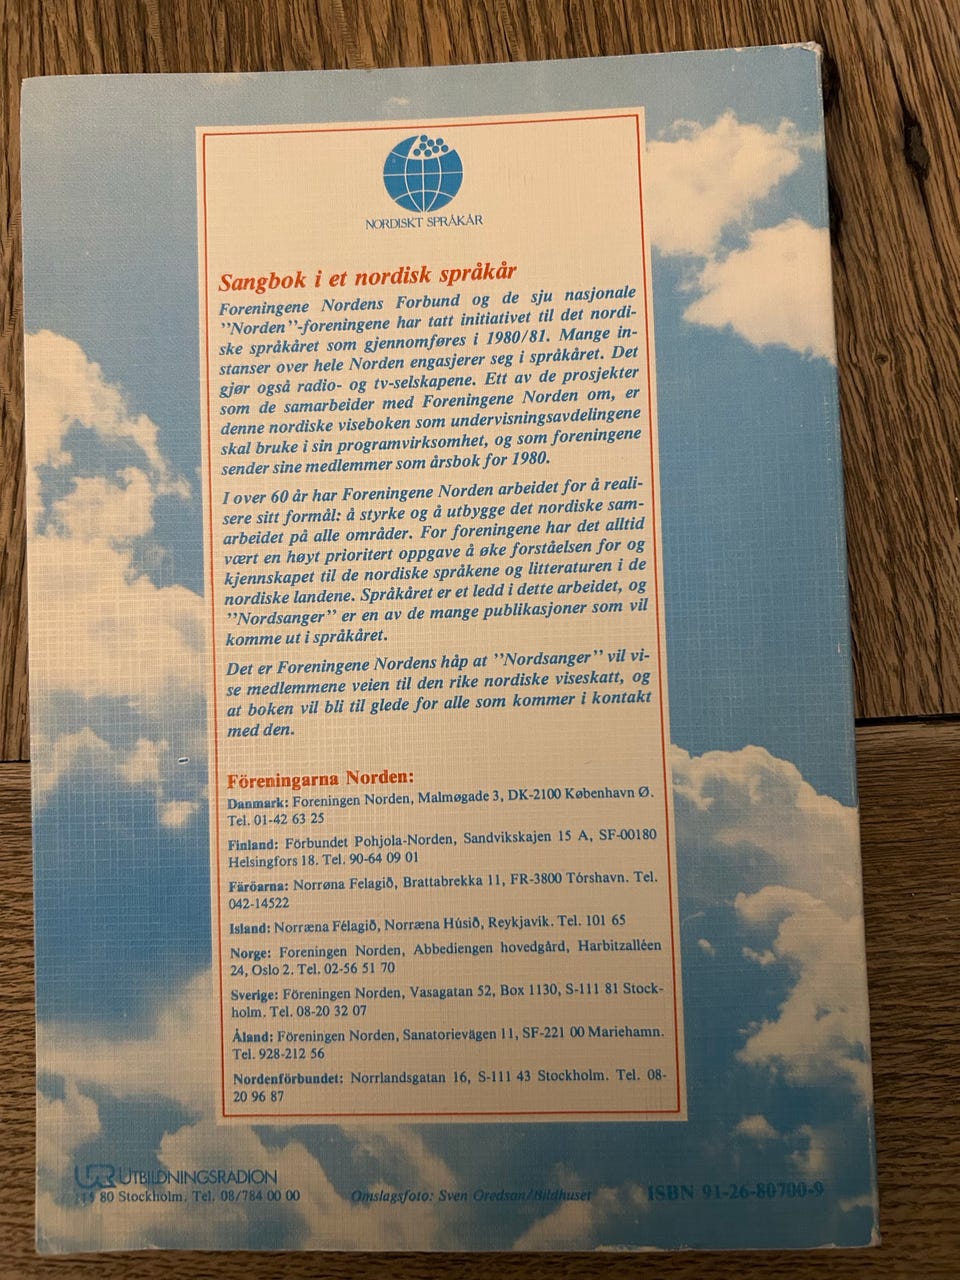 NORDISKT SPRÅKÅR
Sangbok i et nordisk språkår
Foreningene Nordens Forbund og de sju nasjonale
”Norden”-foreningene har tatt initiativet til det nordi-
ske språkåret som gjennomføres i 1980/81. Mange in-
stanser over hele Norden engasjerer seg i språkåret. Det
gjør også radio- og tv-selskapene. Ett av de prosjekter
som de samarbeider med Foreningene Norden om, er
denne nordiske viseboken som undervisningsavdelingene
skal bruke i sin programvirksomhet, og som foreningene
sender sine medlemmer som årsbok for 1980.
I over 60 år har Foreningene Norden arbeidet for å reali-
sere sitt formål: å styrke og å utbygge det nordiske sam-
arbeidet på alle områder. For foreningene har det alltid
vært en høyt prioritert oppgave å øke forståelsen for og
kjennskapet til de nordiske språkene og litteraturen i de
nordiske landene. Språkåret er et ledd i dette arbeidet, og
”Nordsanger” er en av de mange publikasjoner som vil
komme ut i språkåret.
Det er Foreningene Nordens håp at ”Nordsanger” vil vi-
se medlemmene veien til den rike nordiske viseskatt, og
at boken vil bli til glede for alle som kommer i kontakt
med den.
Föreningarna Norden:
Danmark: Foreningen Norden, Malmøgade 3, DK-2100 København Ø.
Tel. 01-42 63 25
Finland: Förbundet Pohjola-Norden, Sandvikskajen 15 A, SF-00180
Helsingfors 18. Tel. 90-64 09 01
Färöarna: Norrøna Felagið, Brattabrekka 11, FR-3800 Tórshavn. Tel.
042-14522
Island: Norræna Félagið, Norræna Húsið, Reykjavik. Tel. 101 65
Norge: Foreningen Norden, Abbediengen hovedgård, Harbitzalléen
24, Oslo 2. Tel. 02-56 51 70
Sverige: Föreningen Norden, Vasagatan 52, Box 1130, S-111 81 Stock-
holm. Tel. 08-20 32 07
Åland: Föreningen Norden, Sanatorievägen 11, SF-221 00 Mariehamn.
Tel. 928-212 56
Nordenförbundet: Norrlandsgatan 16, S-111 43 Stockholm. Tel. 08-
20 96 87
UR UTBILDNINGSRADION
80 Stockholm. Tel. 08/784 00 00
Omslagsfoto: Sven Oredsan/Bildhuset
ISBN 91-26-80700-9